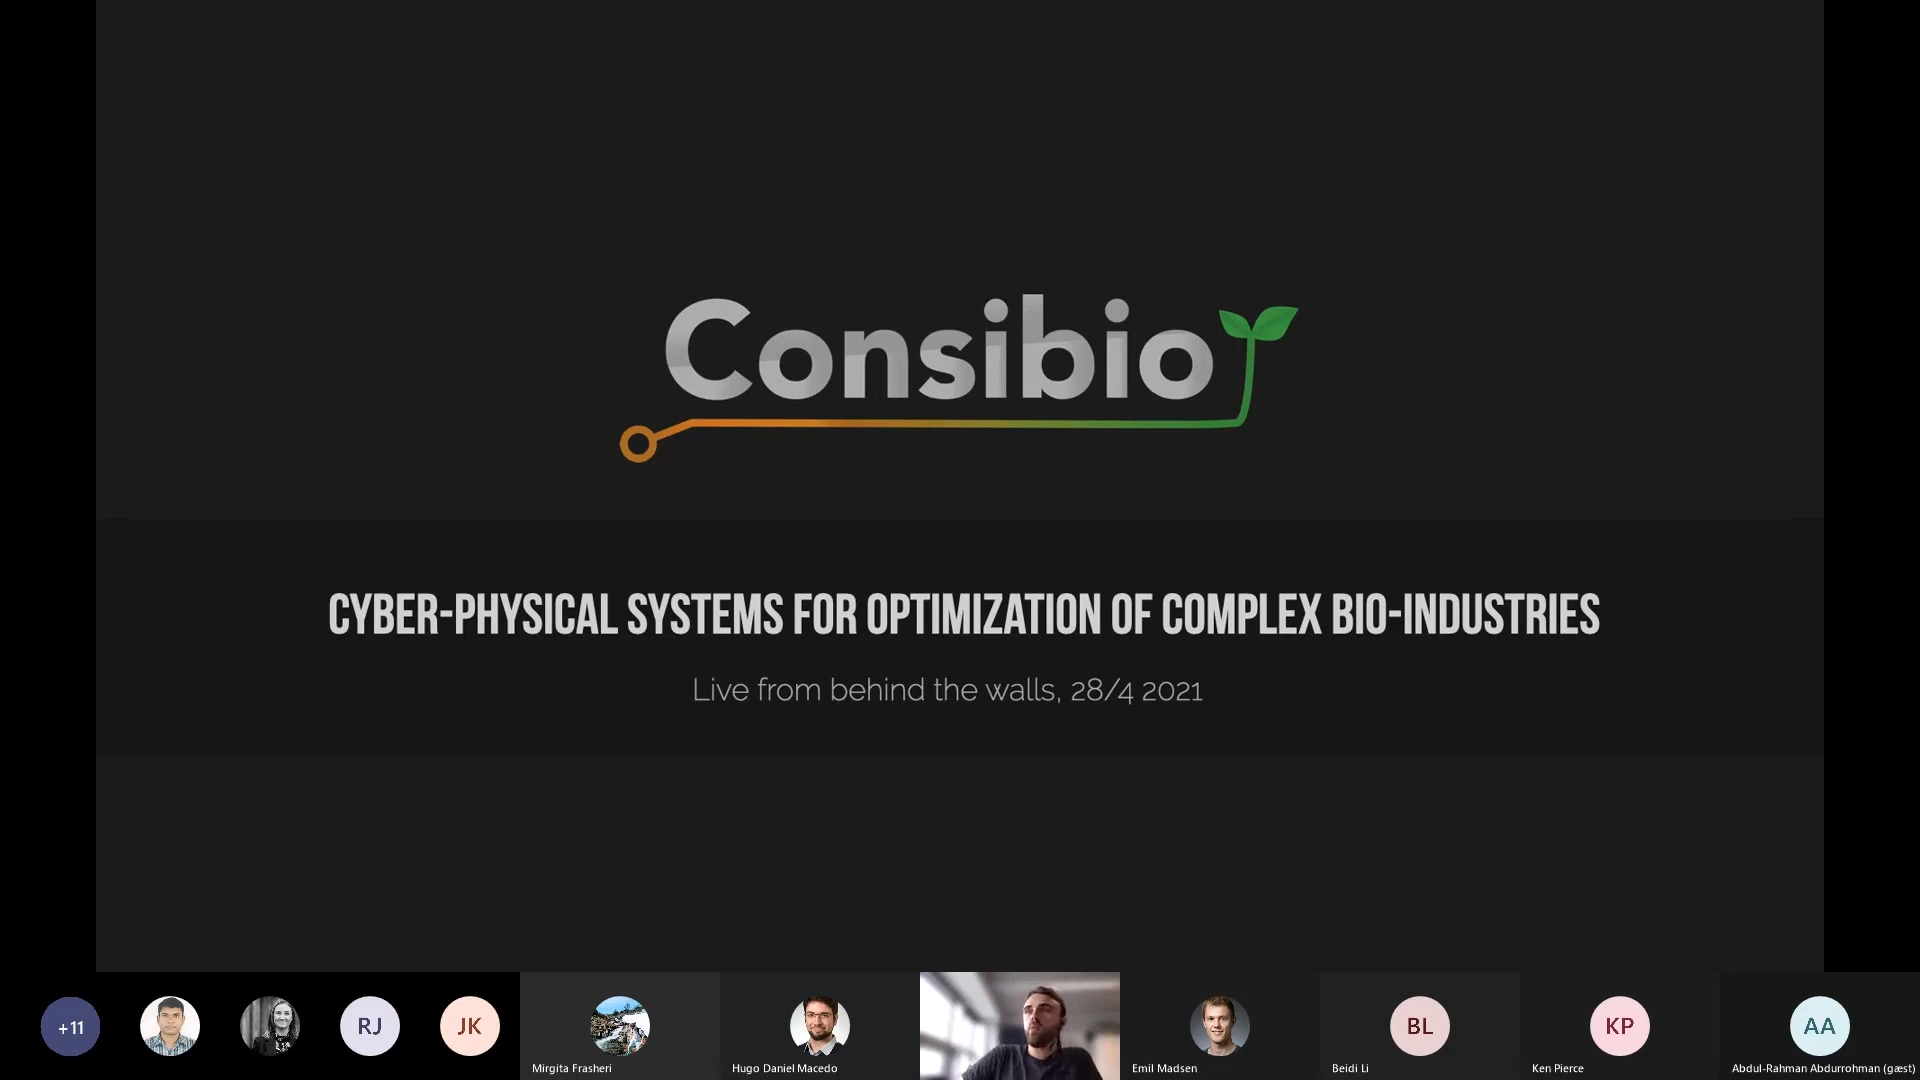 Consibio
CYBER-PHYSICAL SYSTEMS FOR OPTIMIZATION OF COMPLEX BIO-INDUSTRIES
Live from behind the walls, 28/4 2021
+11
RJ
JK
Mirgita Frasheri
Hugo Daniel Macedo
Emil Madsen
BL
Beidi Li
KP
Ken Pierce
AA
Abdul-Rahman Abdurrohman (gæst)